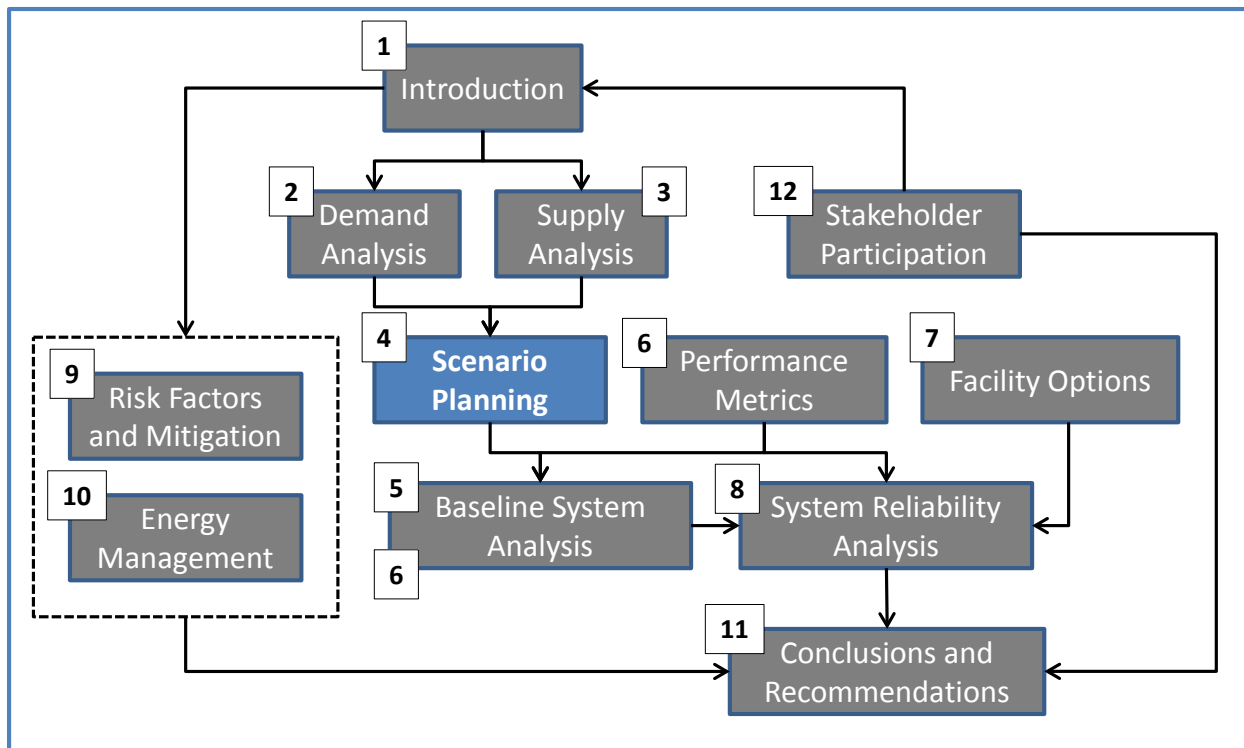 1
Introduction
2
Demand
Analysis
3
Supply
Analysis
12
Stakeholder
Participation
4
Scenario
Planning
6
Performance
Metrics
7
Facility Options
9
Risk Factors
and Mitigation
10
Energy
Management
5
Baseline System
Analysis
6
8
System Reliability
Analysis
11
Conclusions and
Recommendations